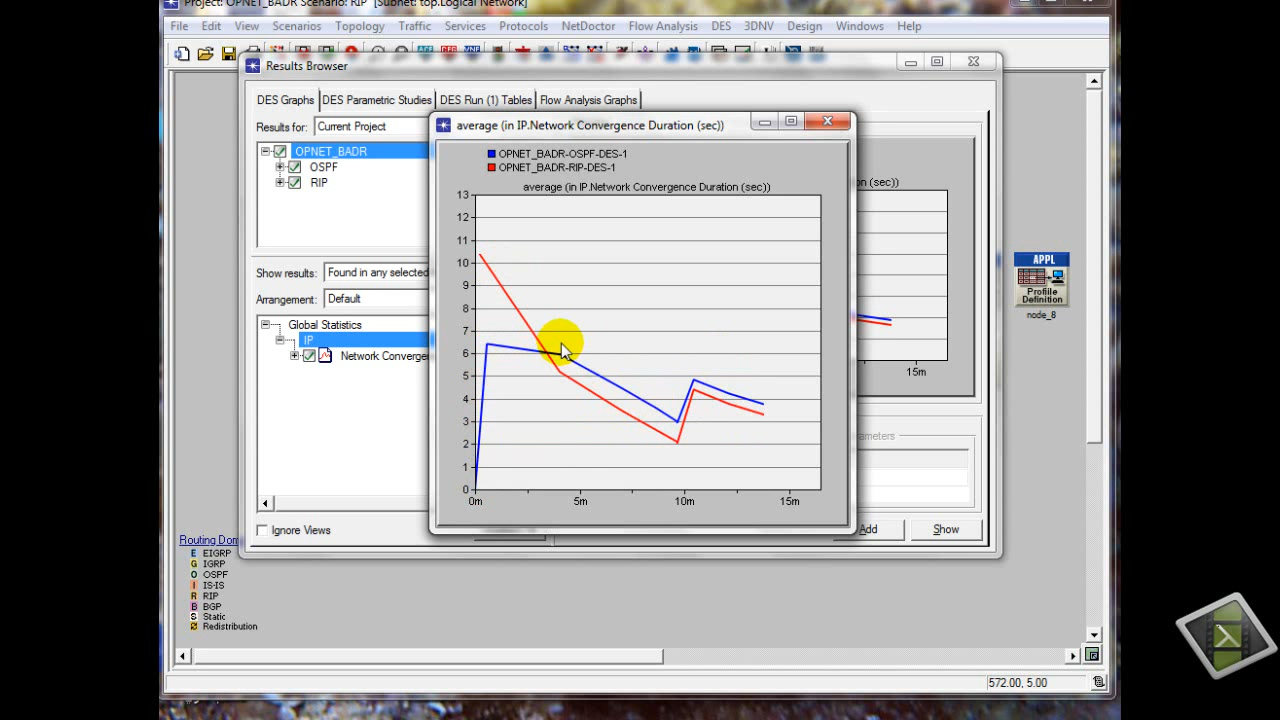 Project: OPNET_BADR Scenario: RIP [Subnet: top.Logical Network]
File Edit View Scenarios Topology Traffic Services Protocols NetDoctor Flow Analysis DES 3DNV Design Windows Help
Results Browser
DES Graphs DES Parametric Studies DES Run (1) Tables Flow Analysis Graphs
Results for: Current Project
OPNET_BADR
OSPF
RIP
Show results: Found in any selected
Arrangement: Default
Global Statistics
IP
Network Converge
Ignore Views
average (in IP.Network Convergence Duration (sec))
OPNET_BADR-OSPF-DES-1
OPNET_BADR-RIP-DES-1
average (in IP.Network Convergence Duration (sec))
13
12
11
10
9
8
7
6
5
4
3
2
1
0
0m 5m 10m 15m
on (sec))
15m
Add Show
APPL
Profile
Definition
node_8
Routing Dom
E EIGRP
G IGRP
O OSPF
I IS-IS
R RIP
B BGP
S Static
Redistribution
572.00, 5.00